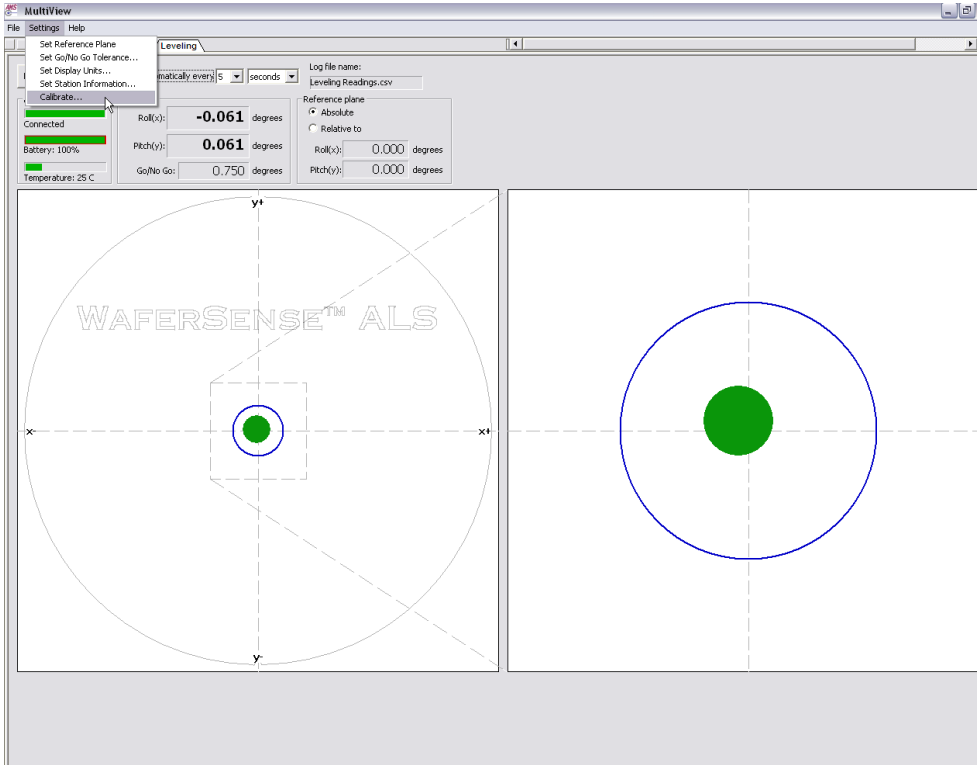 AMS MultiView
File Settings Help
Set Reference Plane
Set Go/No Go Tolerance...
Set Display Units...
Set Station Information...
Calibrate...
Leveling
every 5 seconds
Log file name:
Leveling Readings.csv
Connected
Battery: 100%
Temperature: 25 C
Roll(x): -0.061 degrees
Pitch(y): 0.061 degrees
Go/No Go: 0.750 degrees
Reference plane
Absolute
Relative to
Roll(x): 0.000 degrees
Pitch(y): 0.000 degrees
y+
WAFERSENSE™ ALS
x-
x+
y-